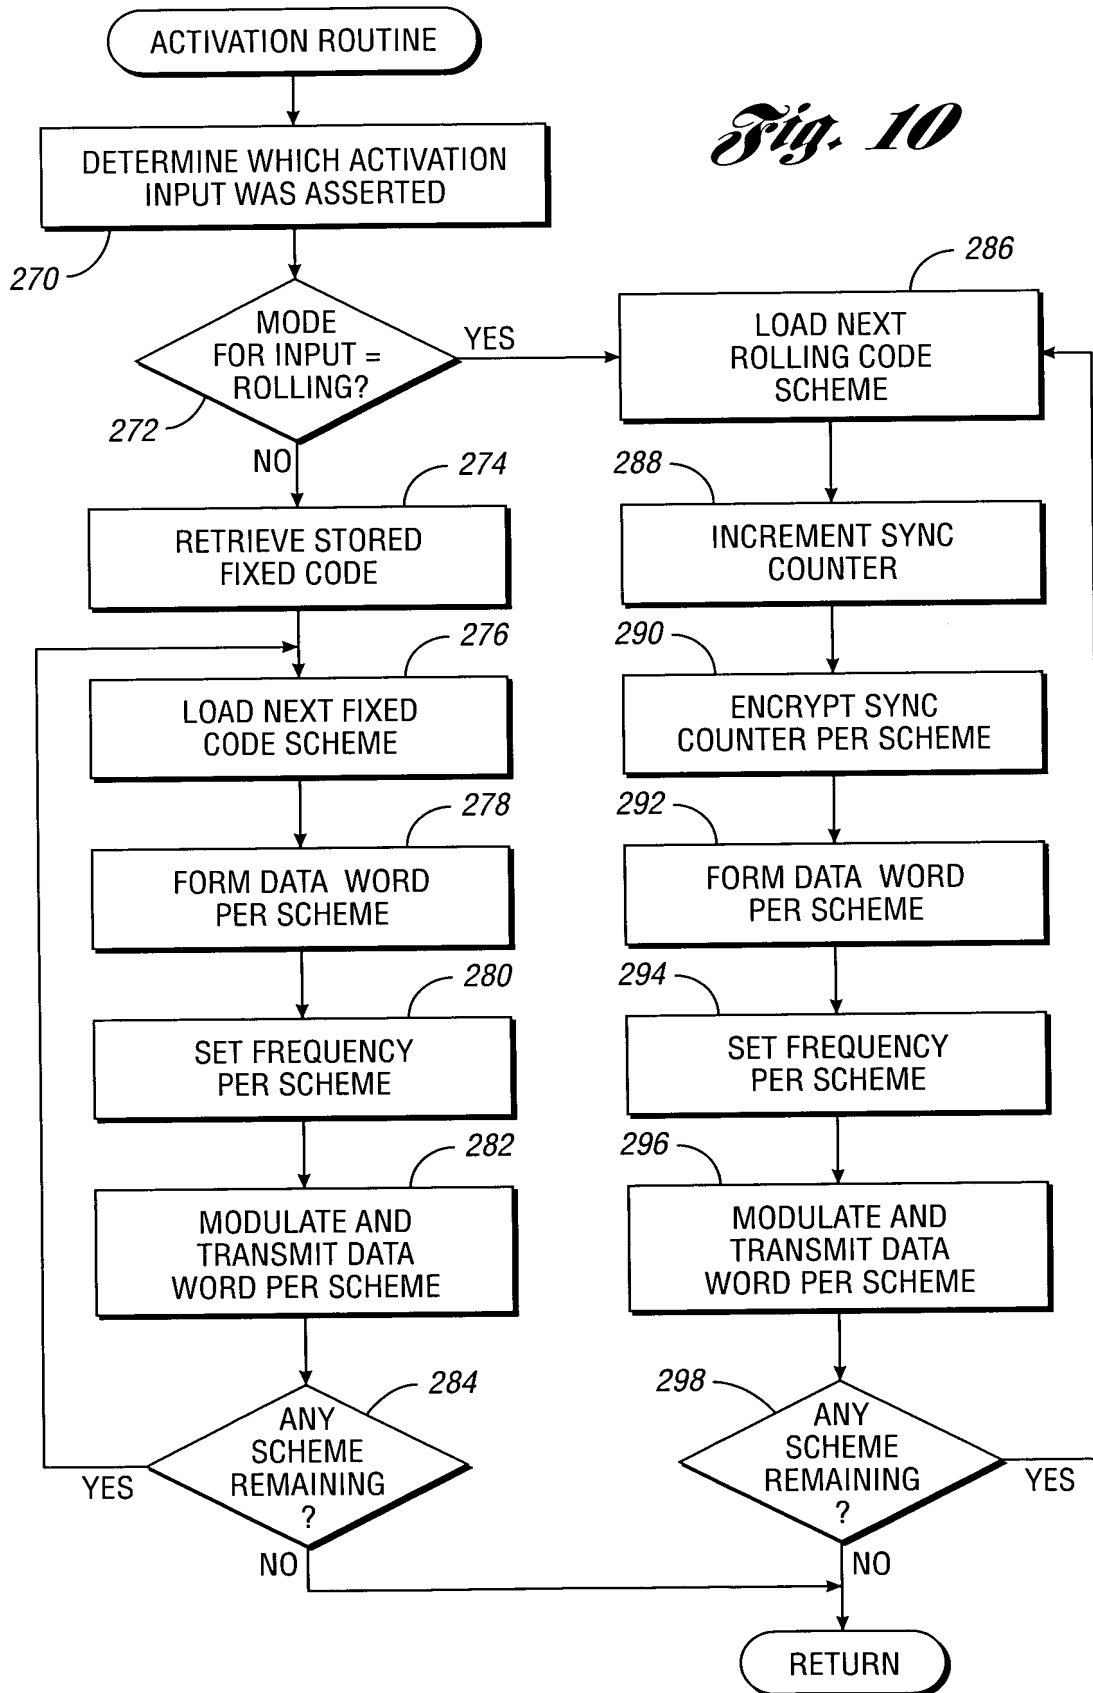 ACTIVATION ROUTINE
Fig. 10
DETERMINE WHICH ACTIVATION
INPUT WAS ASSERTED
270
MODE
FOR INPUT =
ROLLING?
YES
272
NO
274
RETRIEVE STORED
FIXED CODE
276
LOAD NEXT FIXED
CODE SCHEME
278
FORM DATA WORD
PER SCHEME
280
SET FREQUENCY
PER SCHEME
282
MODULATE AND
TRANSMIT DATA
WORD PER SCHEME
284
ANY
SCHEME
REMAINING
?
YES
NO
286
LOAD NEXT
ROLLING CODE
SCHEME
288
INCREMENT SYNC
COUNTER
290
ENCRYPT SYNC
COUNTER PER SCHEME
292
FORM DATA WORD
PER SCHEME
294
SET FREQUENCY
PER SCHEME
296
MODULATE AND
TRANSMIT DATA
WORD PER SCHEME
298
ANY
SCHEME
REMAINING
?
YES
NO
RETURN